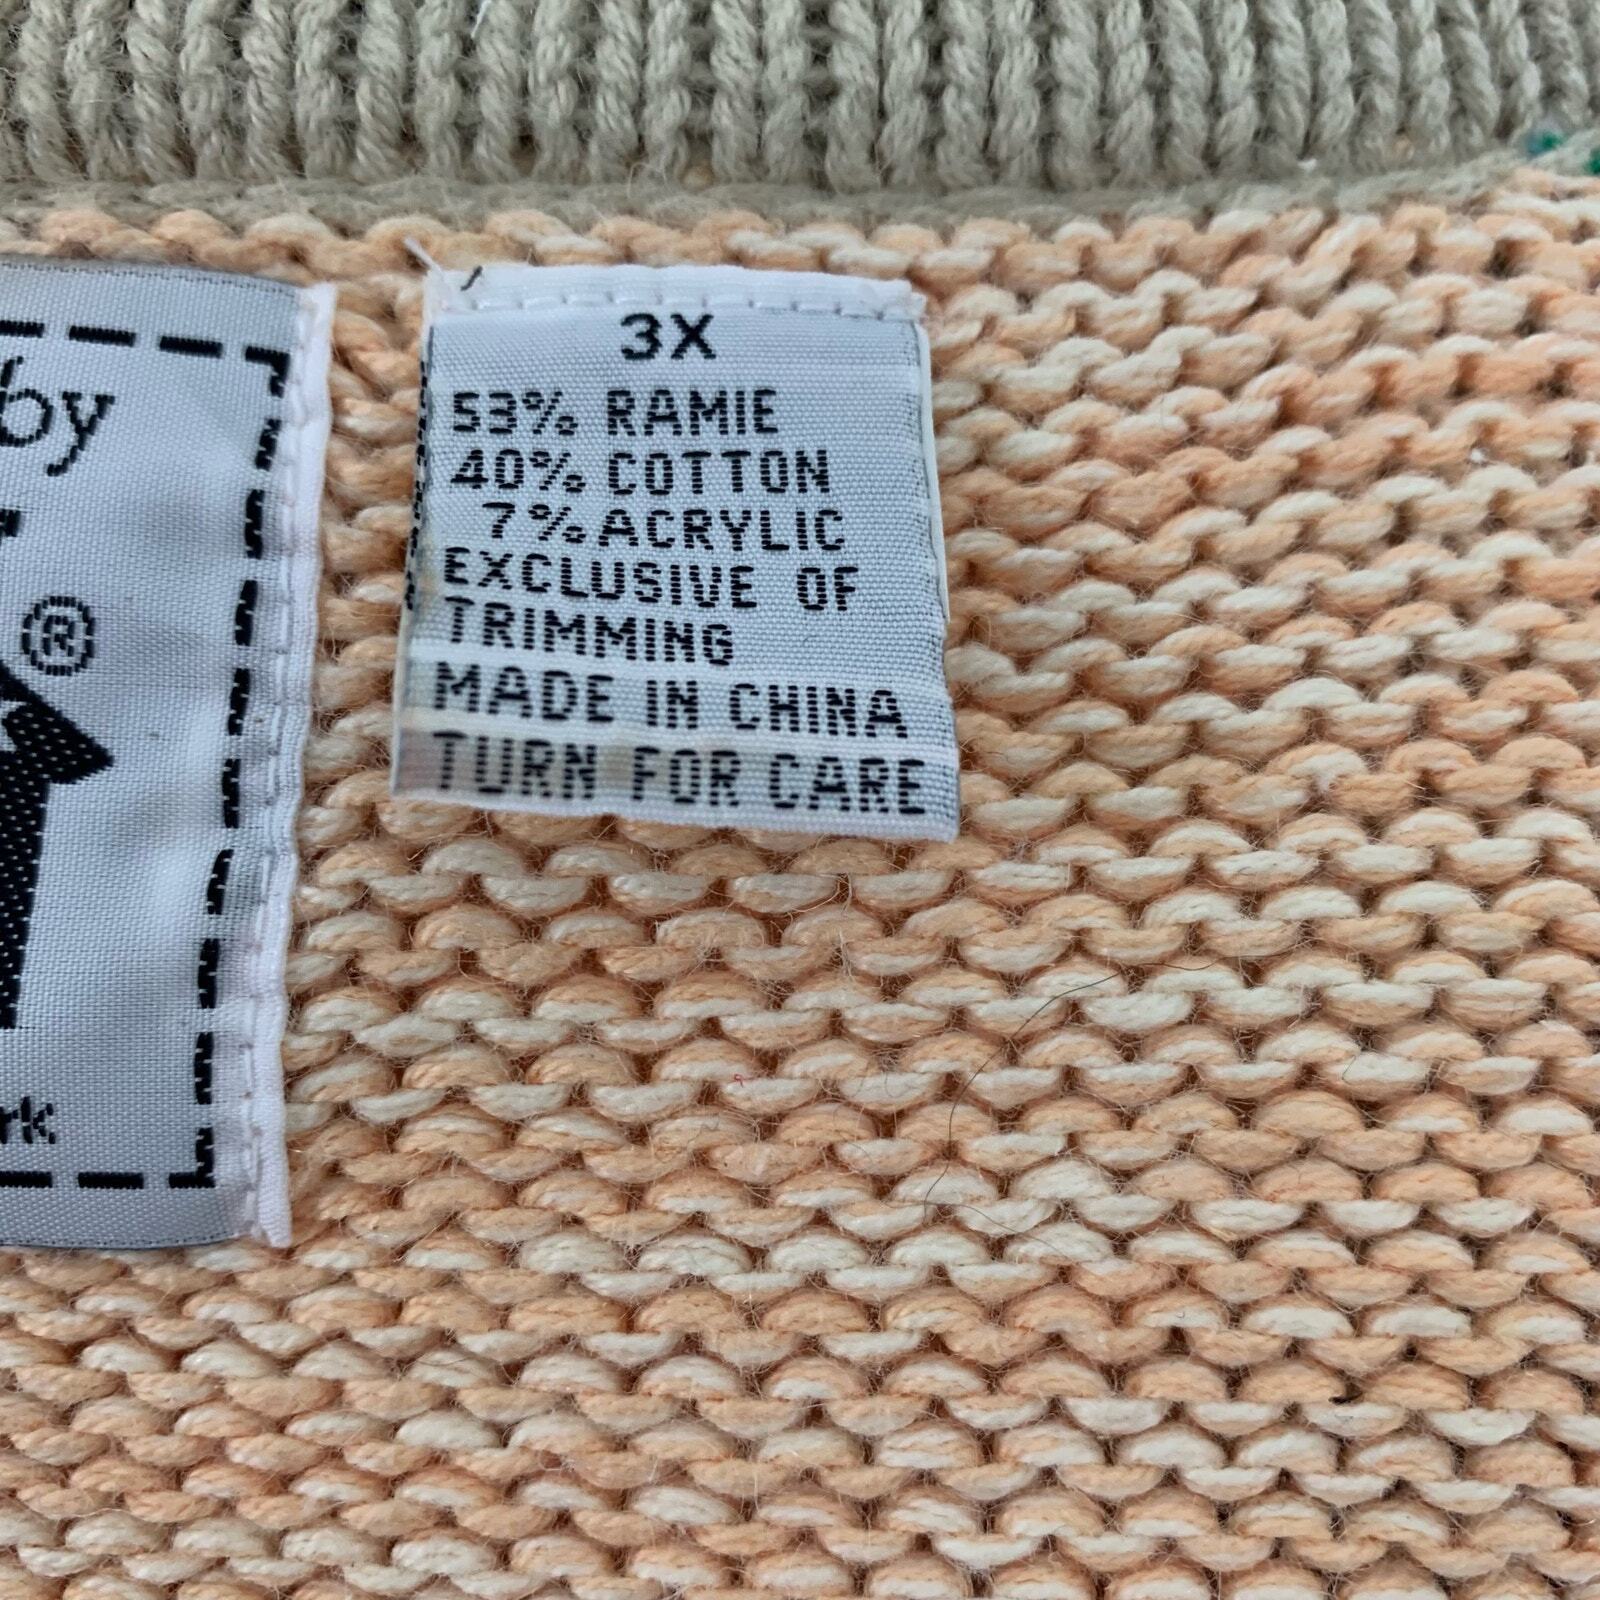 by
®
rk
3X
53% RAMIE
40% COTTON
7% ACRYLIC
EXCLUSIVE OF
TRIMMING
MADE IN CHINA
TURN FOR CARE